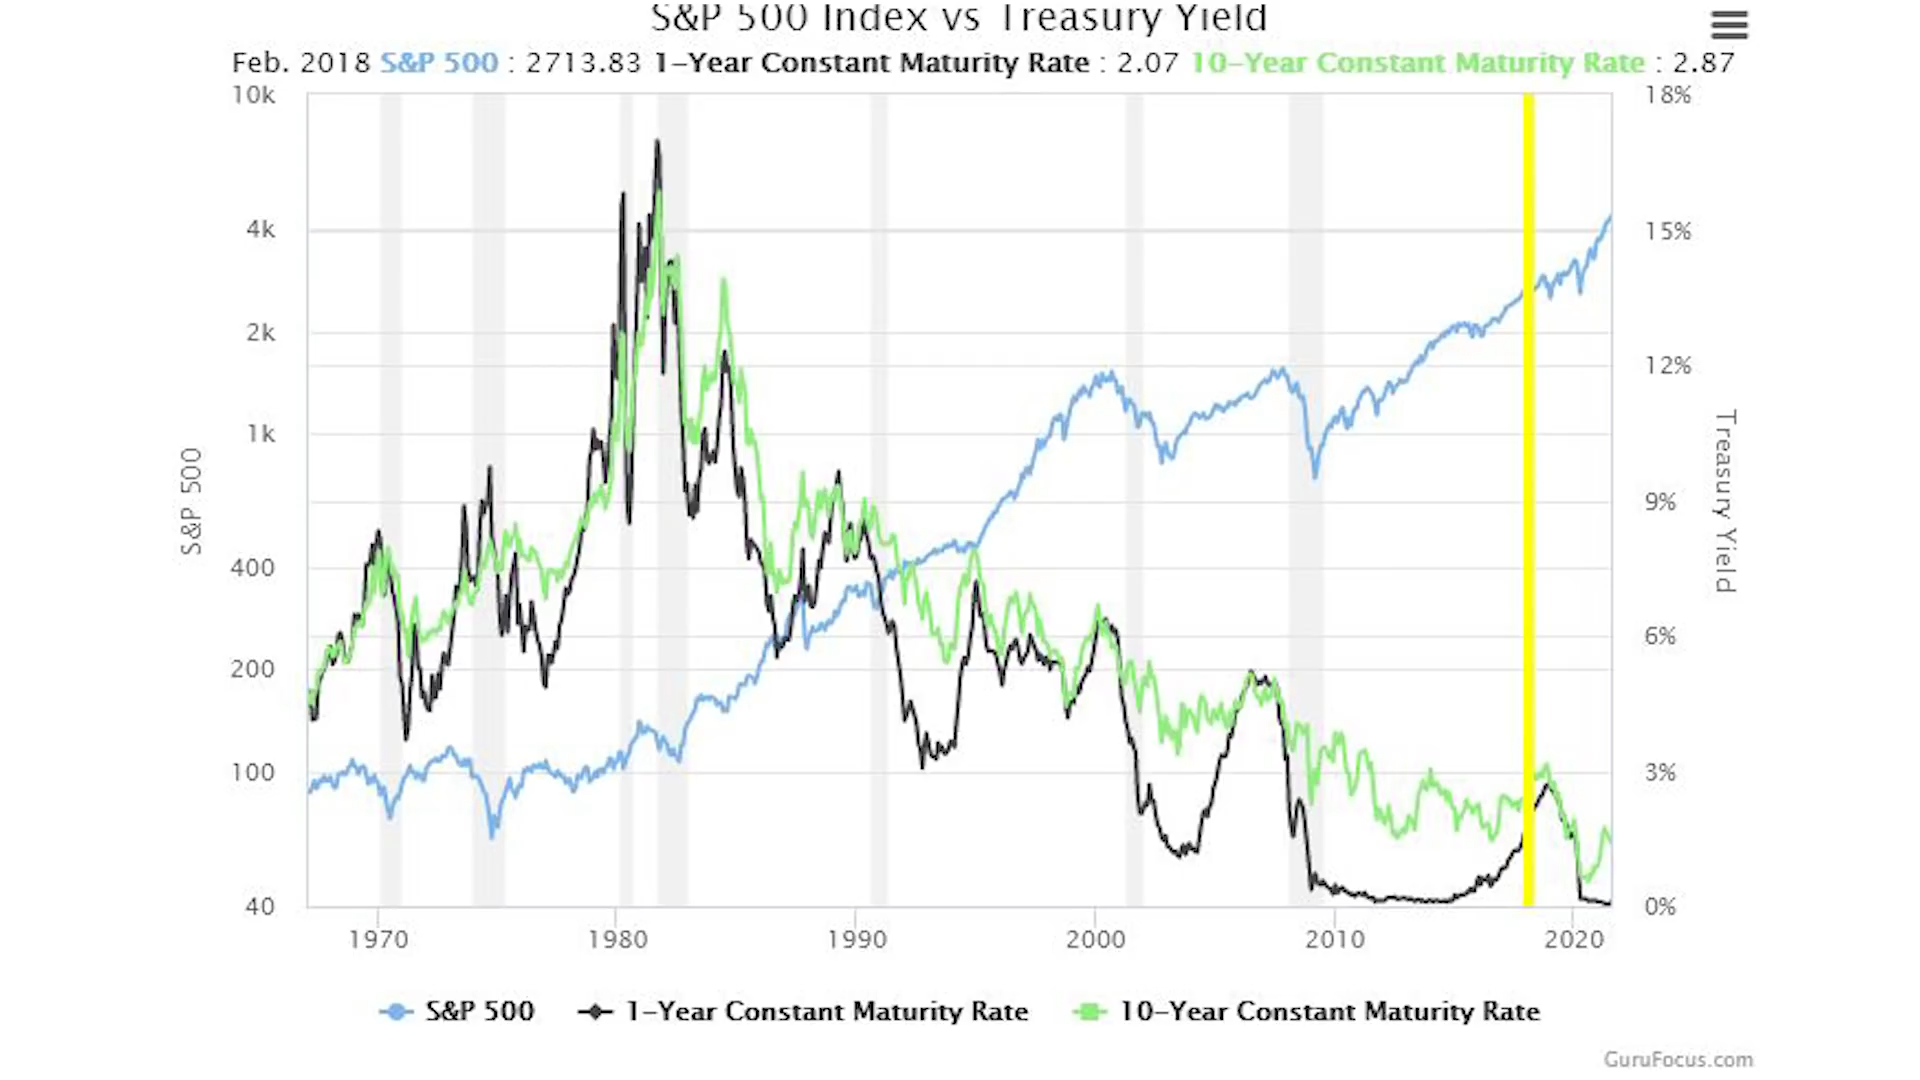 S&P 500 Index vs Treasury Yield
Feb. 2018 S&P 500 : 2713.83 1-Year Constant Maturity Rate : 2.07 10-Year Constant Maturity Rate : 2.87
10k
18%
4k
15%
2k
12%
1k
9%
400
6%
200
3%
100
0%
40
S&P 500
Treasury Yield
1970
1980
1990
2000
2010
2020
S&P 500
1-Year Constant Maturity Rate
10-Year Constant Maturity Rate
GuruFocus.com